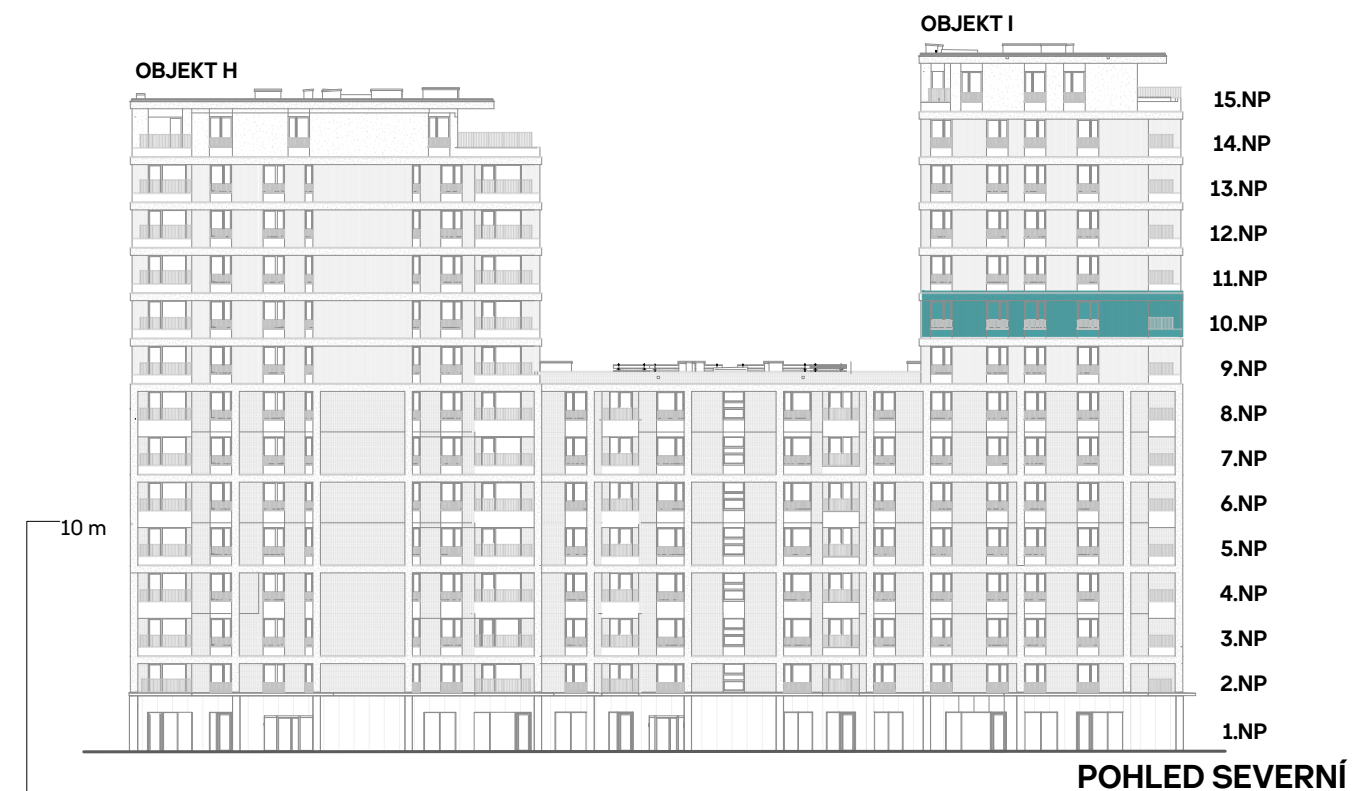 OBJEKT I
OBJEKT H
15.NP
14.NP
13.NP
12.NP
11.NP
10.NP
9.NP
8.NP
7.NP
6.NP
10 m
5.NP
4.NP
3.NP
2.NP
1.NP
POHLED SEVERNÍ